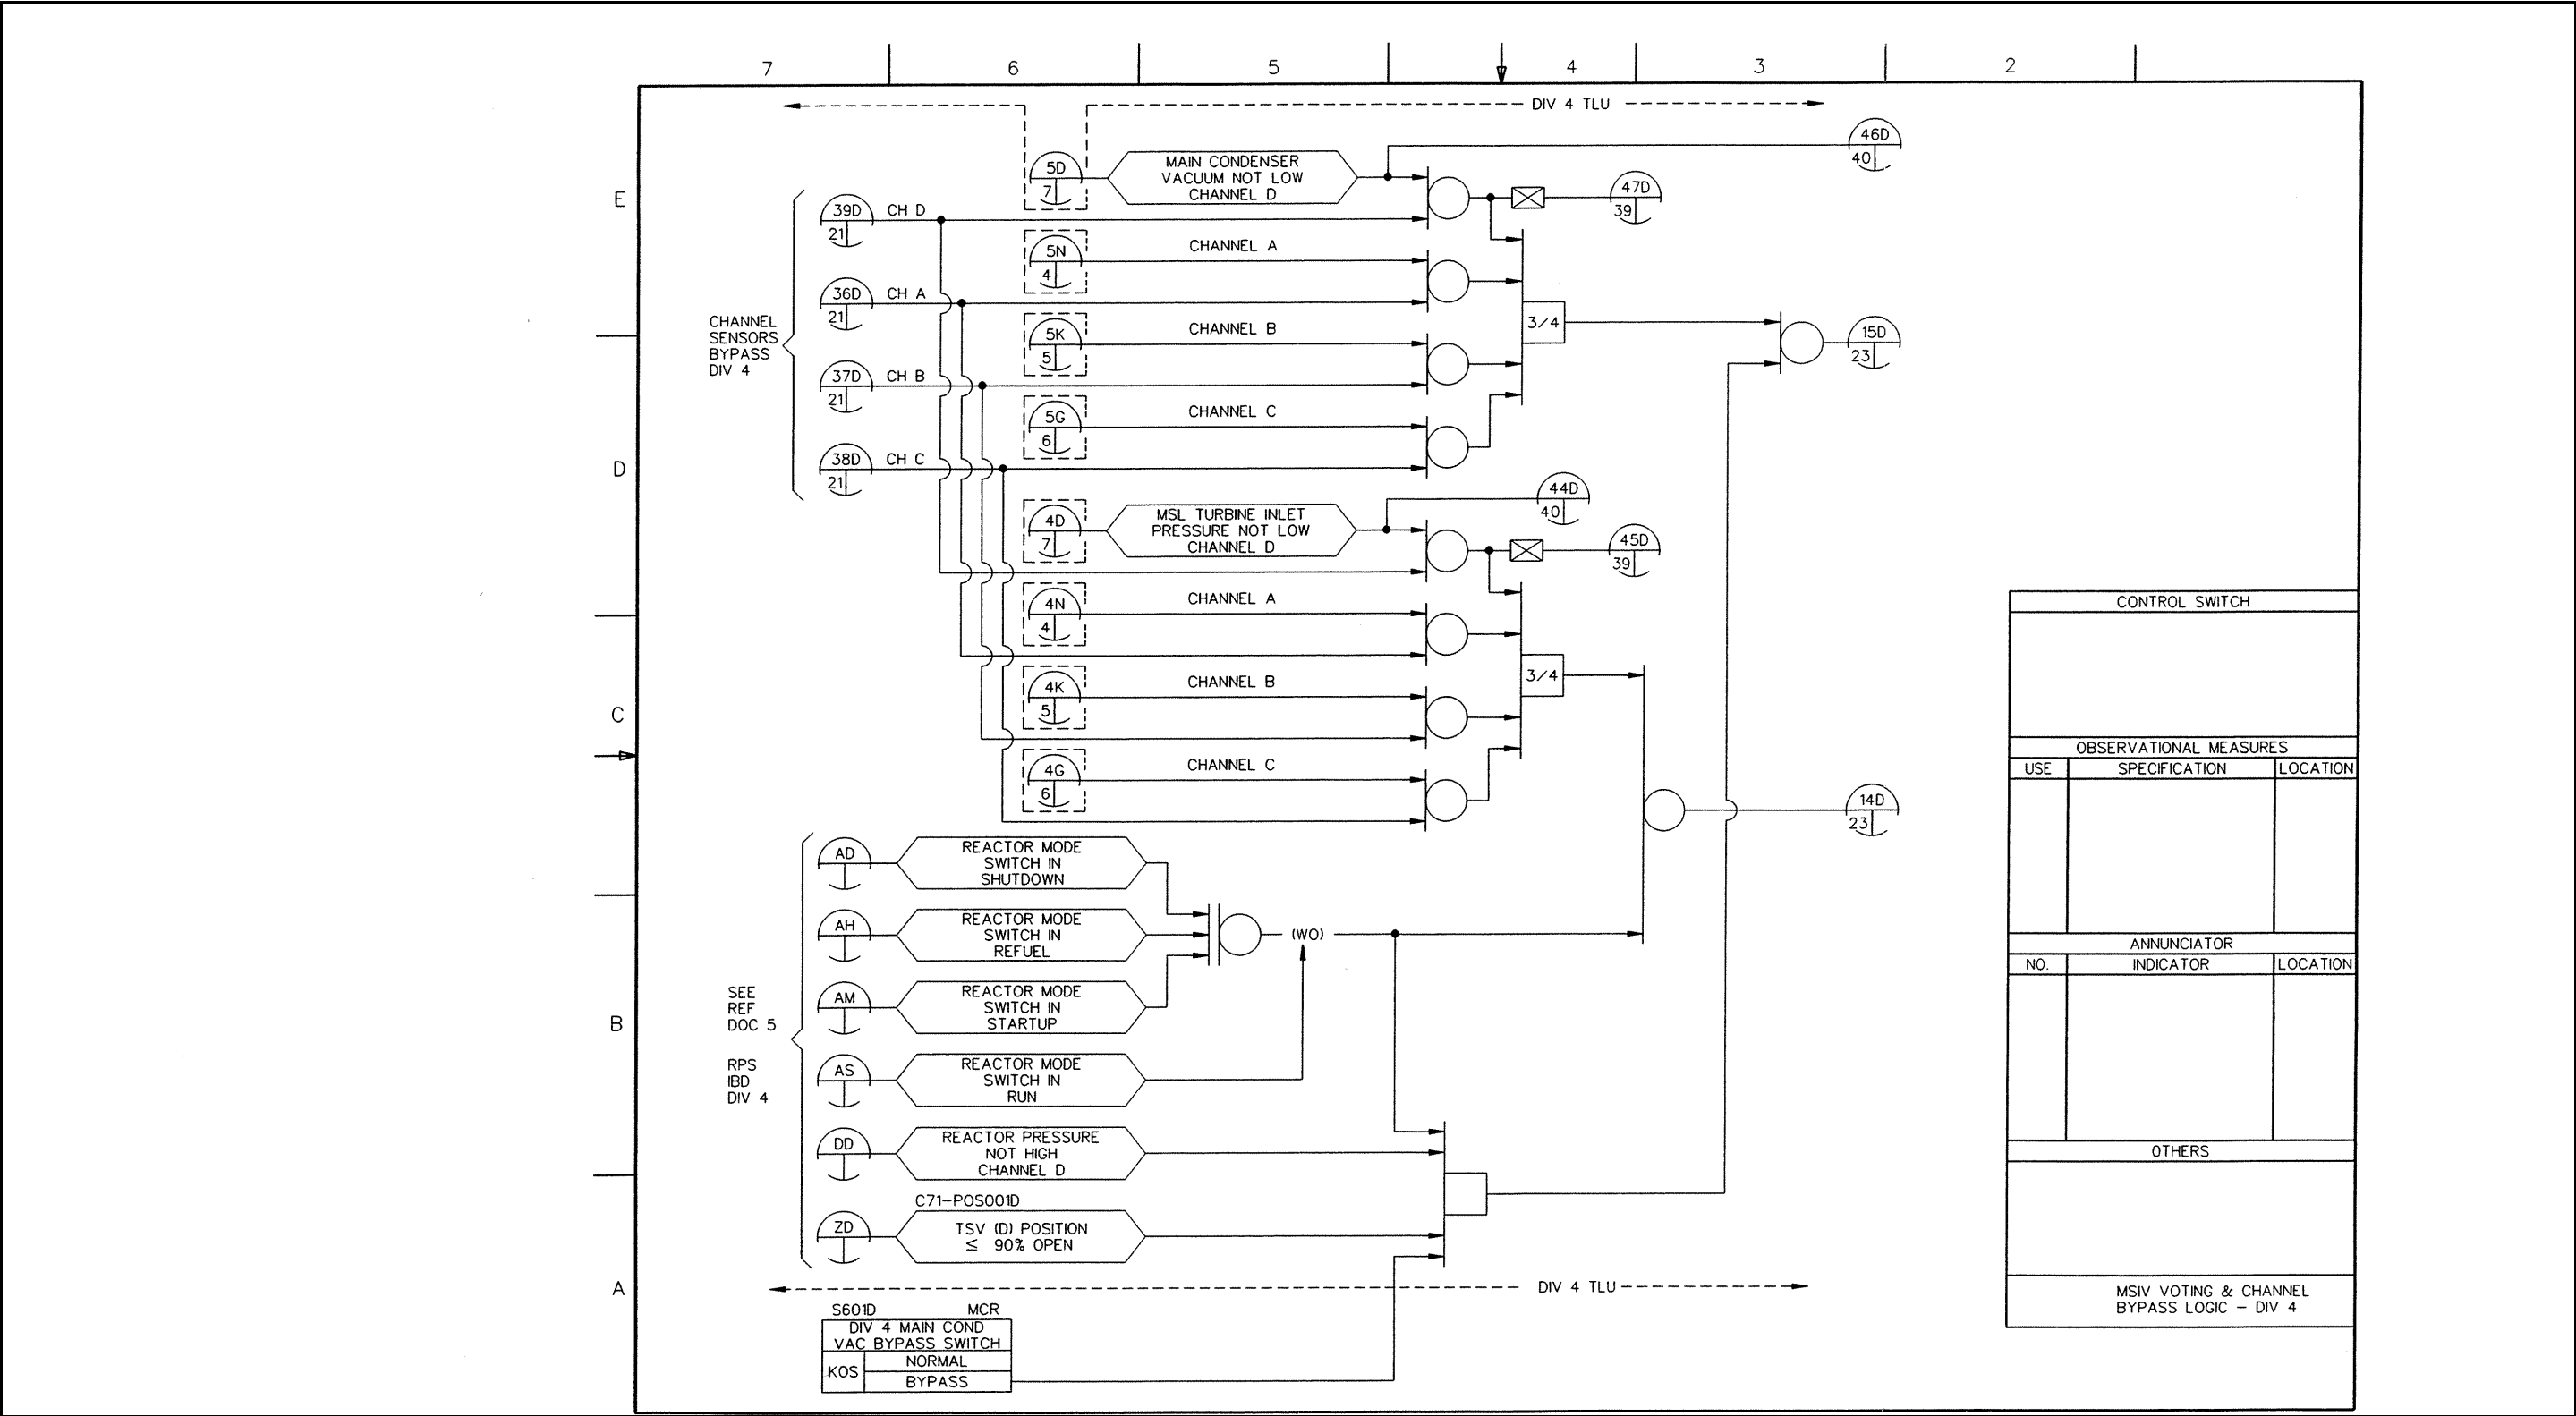 7 6 5 4 3 2
DIV 4 TLU
E
D
C
B
A
5D
7
MAIN CONDENSER
VACUUM NOT LOW
CHANNEL D
46D
40
47D
39
39D
21
CH D
5N
4
CHANNEL A
36D
21
CH A
CHANNEL
SENSORS
BYPASS
DIV 4
5K
5
CHANNEL B
3/4
15D
23
37D
21
CH B
5G
6
CHANNEL C
38D
21
CH C
4D
7
MSL TURBINE INLET
PRESSURE NOT LOW
CHANNEL D
44D
40
45D
39
4N
4
CHANNEL A
4K
5
CHANNEL B
3/4
4G
6
CHANNEL C
14D
23
SEE
REF
DOC 5
RPS
IBD
DIV 4
AD
REACTOR MODE
SWITCH IN
SHUTDOWN
AH
REACTOR MODE
SWITCH IN
REFUEL
(WO)
AM
REACTOR MODE
SWITCH IN
STARTUP
AS
REACTOR MODE
SWITCH IN
RUN
DD
REACTOR PRESSURE
NOT HIGH
CHANNEL D
C71-POS001D
ZD
TSV (D) POSITION
≤ 90% OPEN
DIV 4 TLU
S601D MCR
DIV 4 MAIN COND
VAC BYPASS SWITCH
KOS
NORMAL
BYPASS
CONTROL SWITCH
OBSERVATIONAL MEASURES
USE SPECIFICATION LOCATION
ANNUNCIATOR
NO. INDICATOR LOCATION
OTHERS
MSIV VOTING & CHANNEL
BYPASS LOGIC – DIV 4